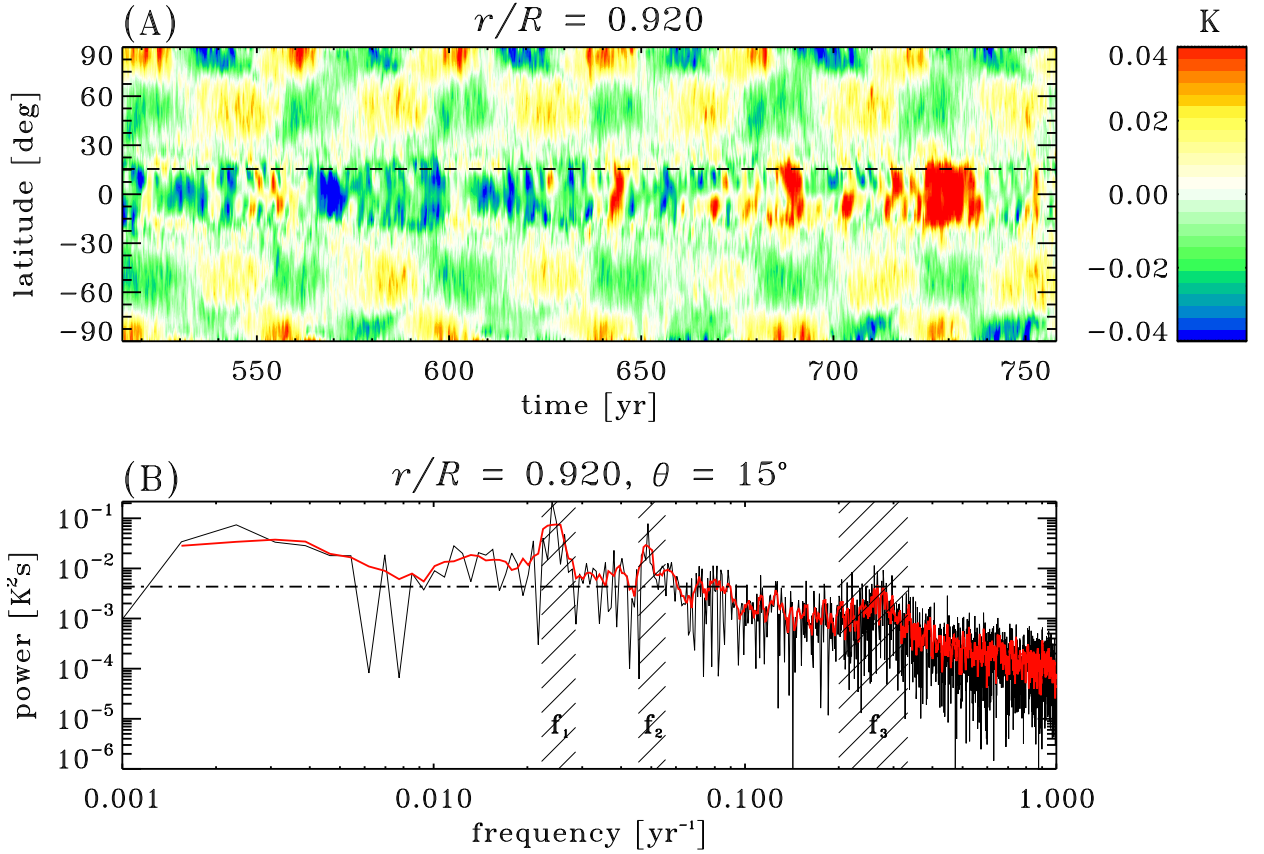 (A)
r/R = 0.920
K
90
60
30
0
−30
−60
−90
latitude [deg]
550
600
650
700
750
time [yr]
0.04
0.02
0.00
−0.02
−0.04
(B)
r/R = 0.920, θ = 15°
10⁻¹
10⁻²
10⁻³
10⁻⁴
10⁻⁵
10⁻⁶
power [K²s]
f₁
f₂
f₃
0.001
0.010
0.100
1.000
frequency [yr⁻¹]